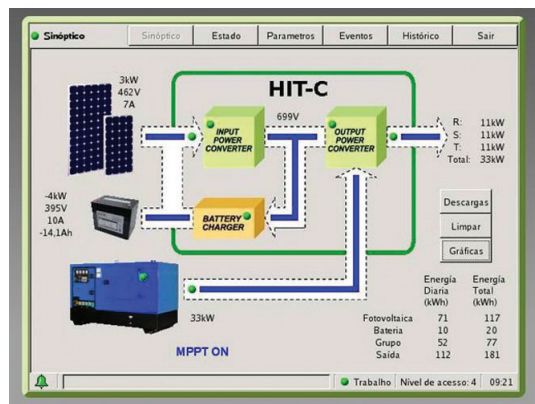 Sinóptico
Sinóptico Estado Parametros Eventos Histórico Sair
HIT-C
3kW
462V
7A
INPUT
POWER
CONVERTER
699V
OUTPUT
POWER
CONVERTER
R: 11kW
S: 11kW
T: 11kW
Total: 33kW
-4kW
395V
10A
-14,1Ah
BATTERY
CHARGER
Descargas
Limpar
Gráficas
33kW
MPPT ON
Energía Energía
Diaria Total
(kWh) (kWh)
Fotovoltaica 71 117
Bateria 10 20
Grupo 52 77
Saída 112 181
Trabalho Nível de acesso: 4 09:21